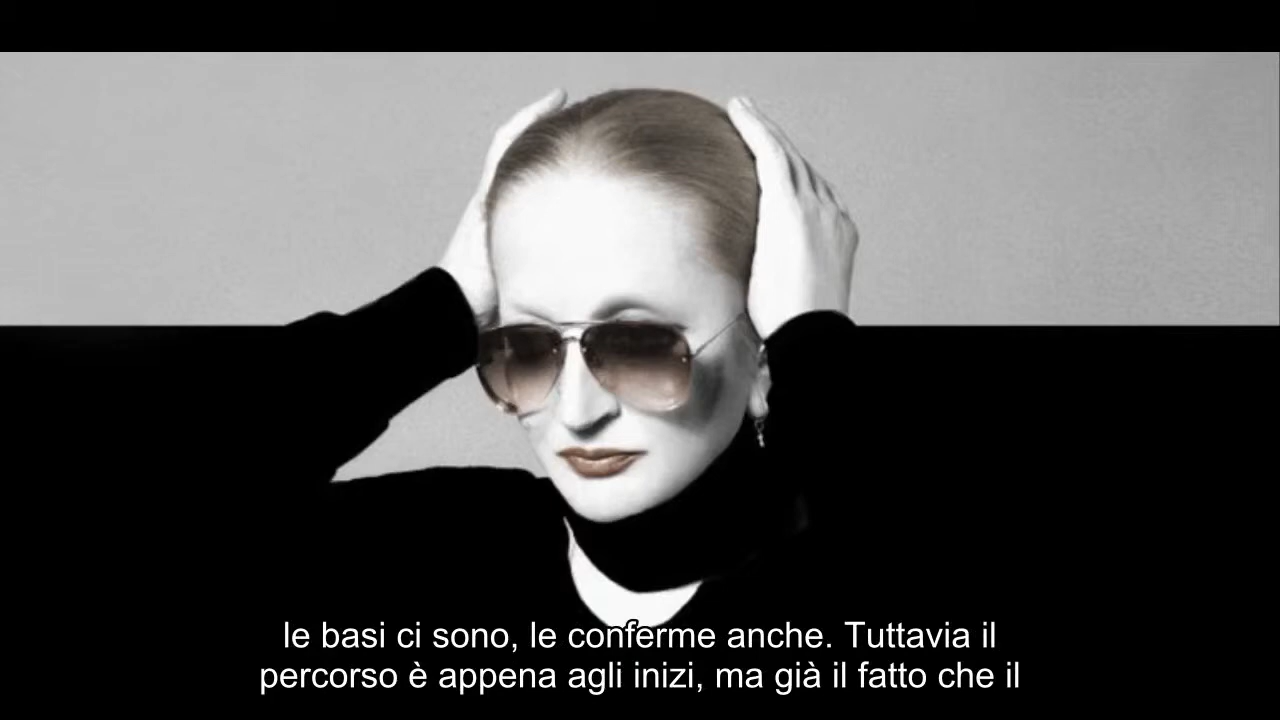 le basi ci sono, le conferme anche. Tuttavia il
percorso è appena agli inizi, ma già il fatto che il